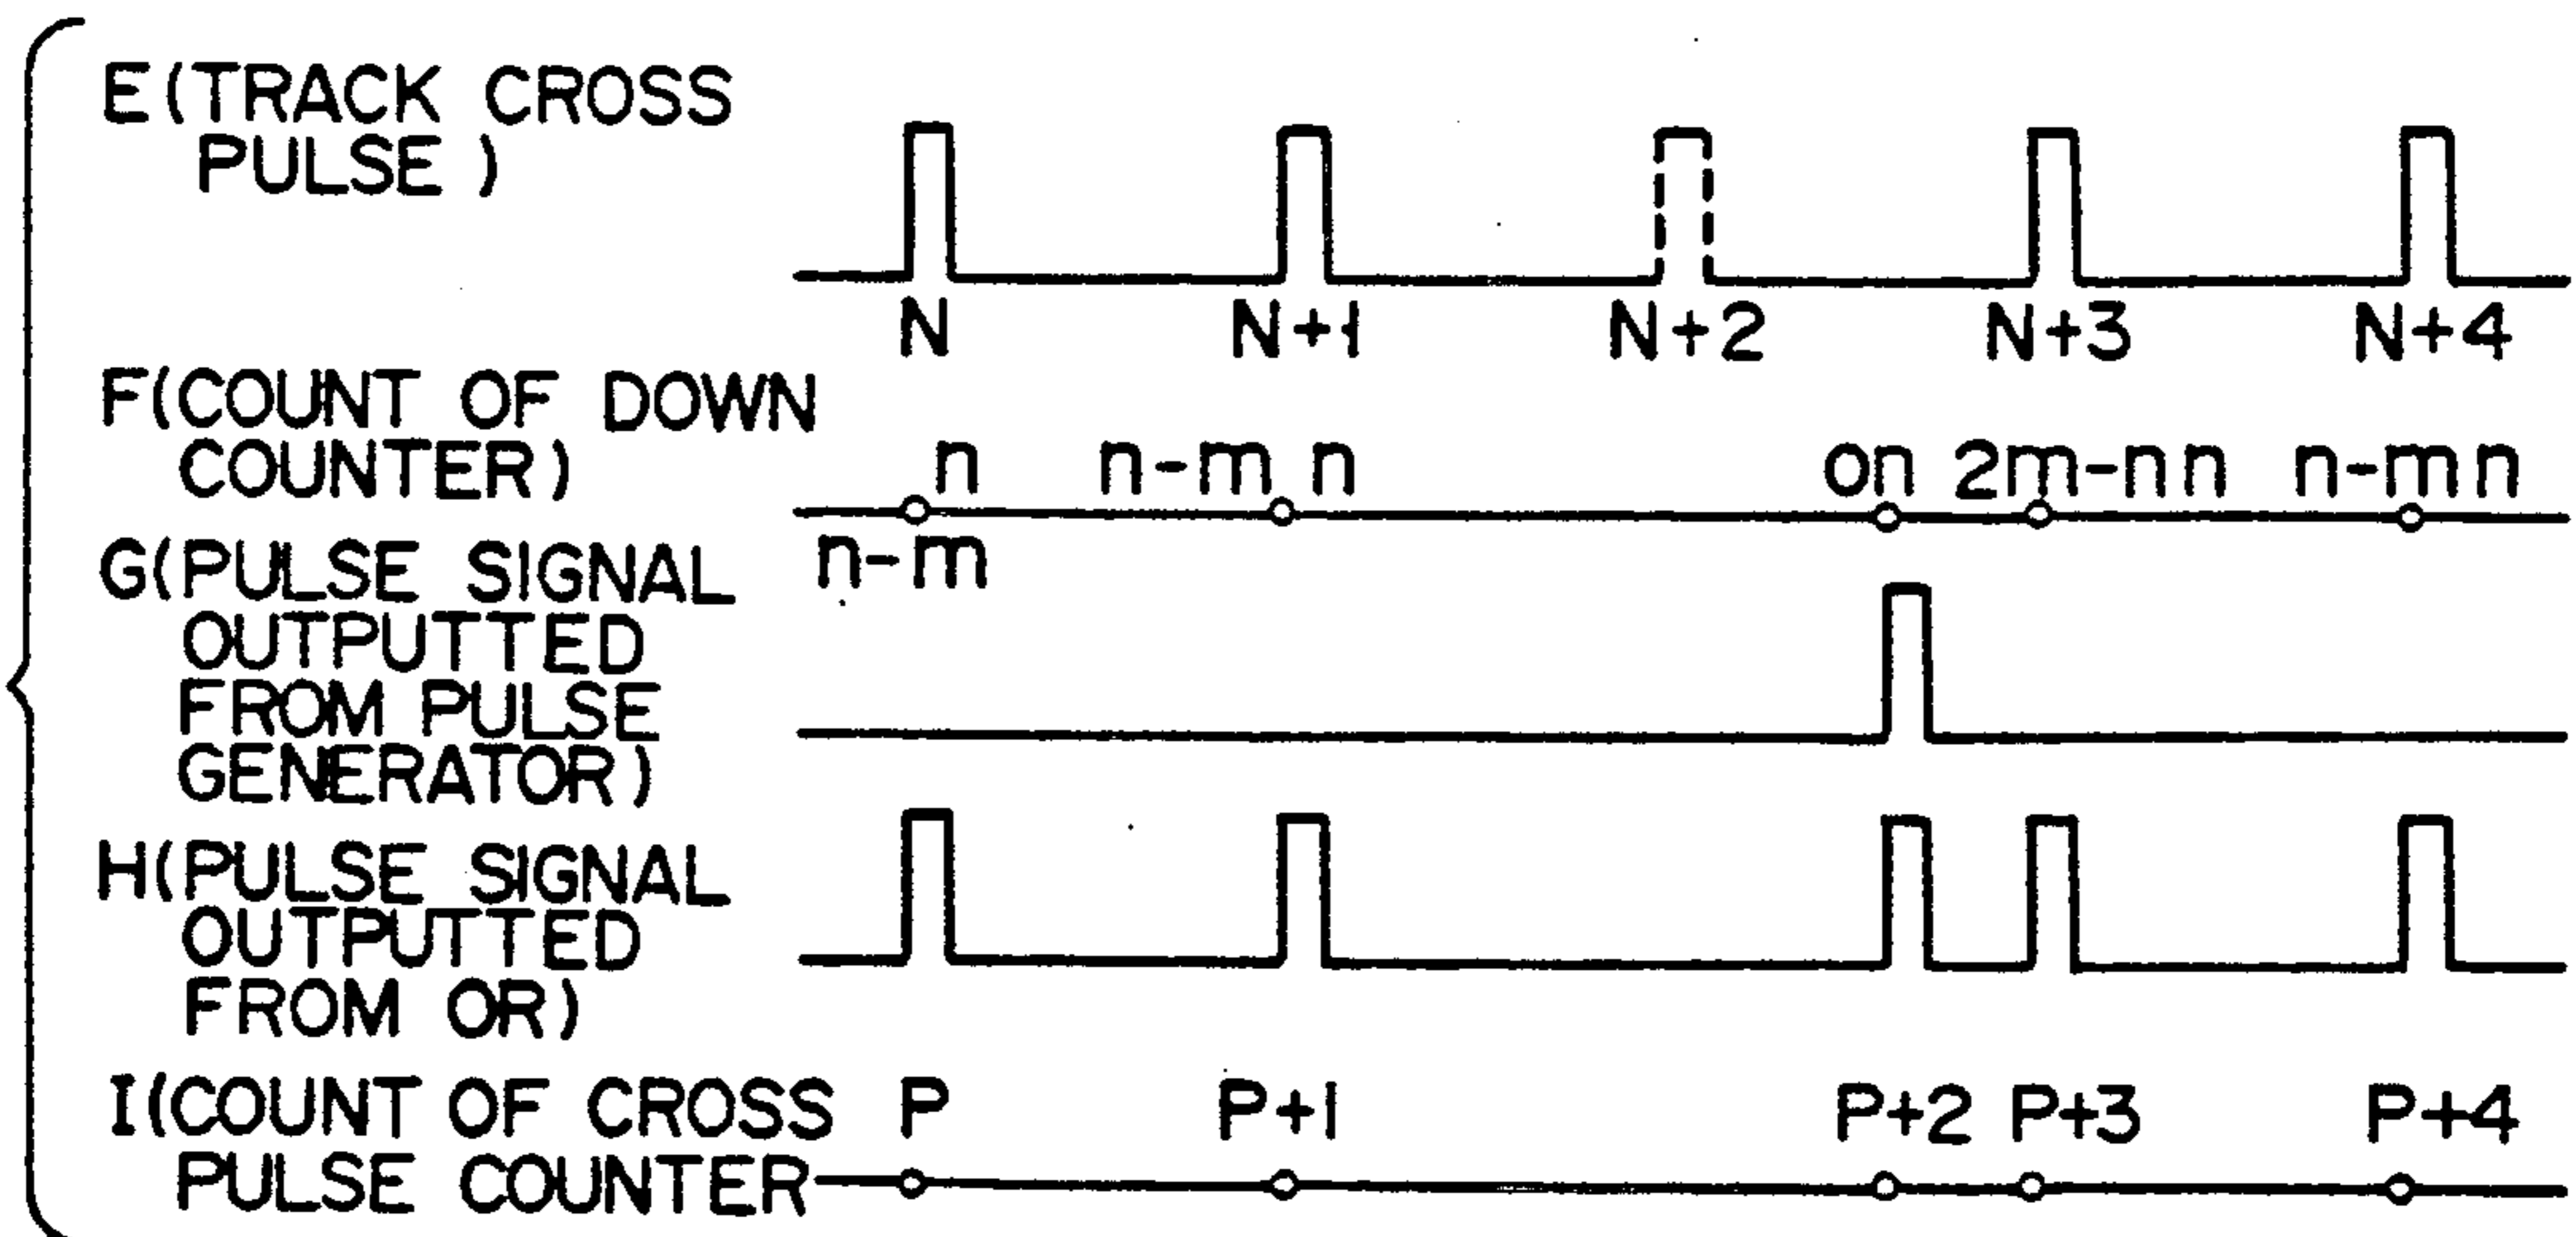 E(TRACK CROSS
PULSE)
N N+1 N+2 N+3 N+4
F(COUNT OF DOWN
COUNTER)
n n-m n on 2m-n n n-m n
n-m
G(PULSE SIGNAL
OUTPUTTED
FROM PULSE
GENERATOR)
H(PULSE SIGNAL
OUTPUTTED
FROM OR)
I(COUNT OF CROSS
PULSE COUNTER
P P+1 P+2 P+3 P+4